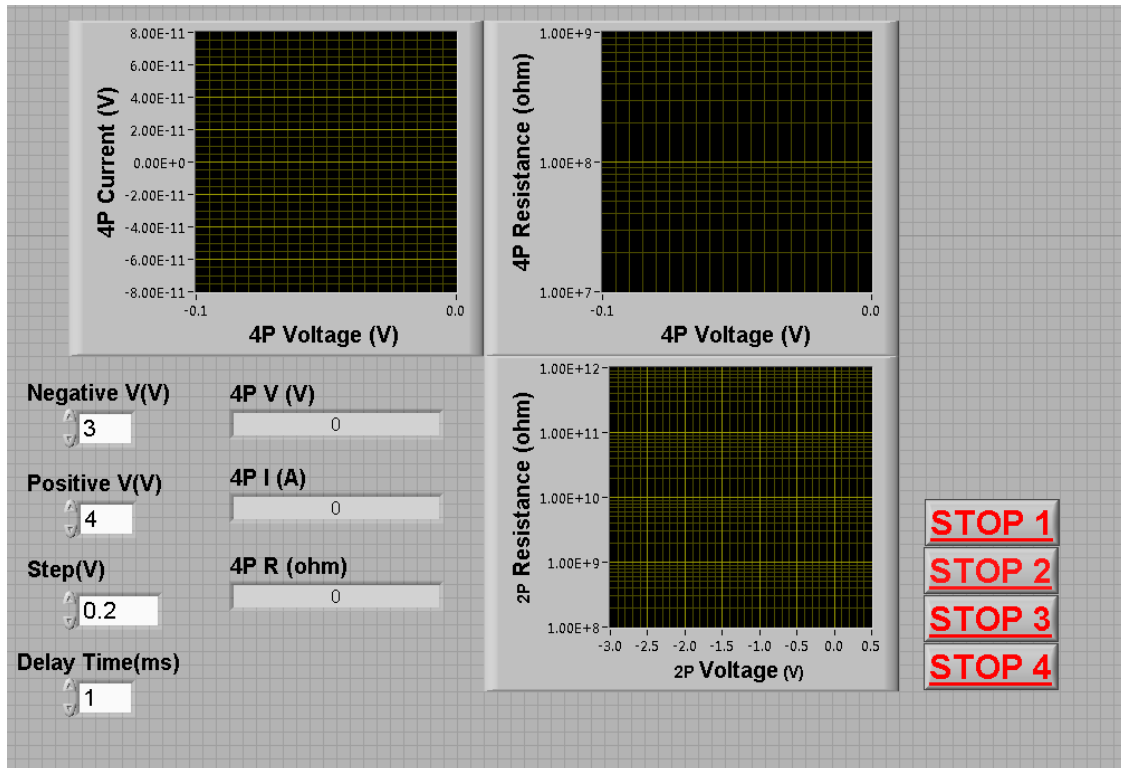 8.00E-11
6.00E-11
4.00E-11
2.00E-11
0.00E+0
-2.00E-11
-4.00E-11
-6.00E-11
-8.00E-11
4P Current (V)
-0.1 0.0
4P Voltage (V)
1.00E+9
1.00E+8
1.00E+7
4P Resistance (ohm)
-0.1 0.0
4P Voltage (V)
Negative V(V)
3
Positive V(V)
4
Step(V)
0.2
Delay Time(ms)
1
4P V (V)
0
4P I (A)
0
4P R (ohm)
0
1.00E+12
1.00E+11
1.00E+10
1.00E+9
1.00E+8
2P Resistance (ohm)
-3.0 -2.5 -2.0 -1.5 -1.0 -0.5 0.0 0.5
2P Voltage (V)
STOP 1
STOP 2
STOP 3
STOP 4